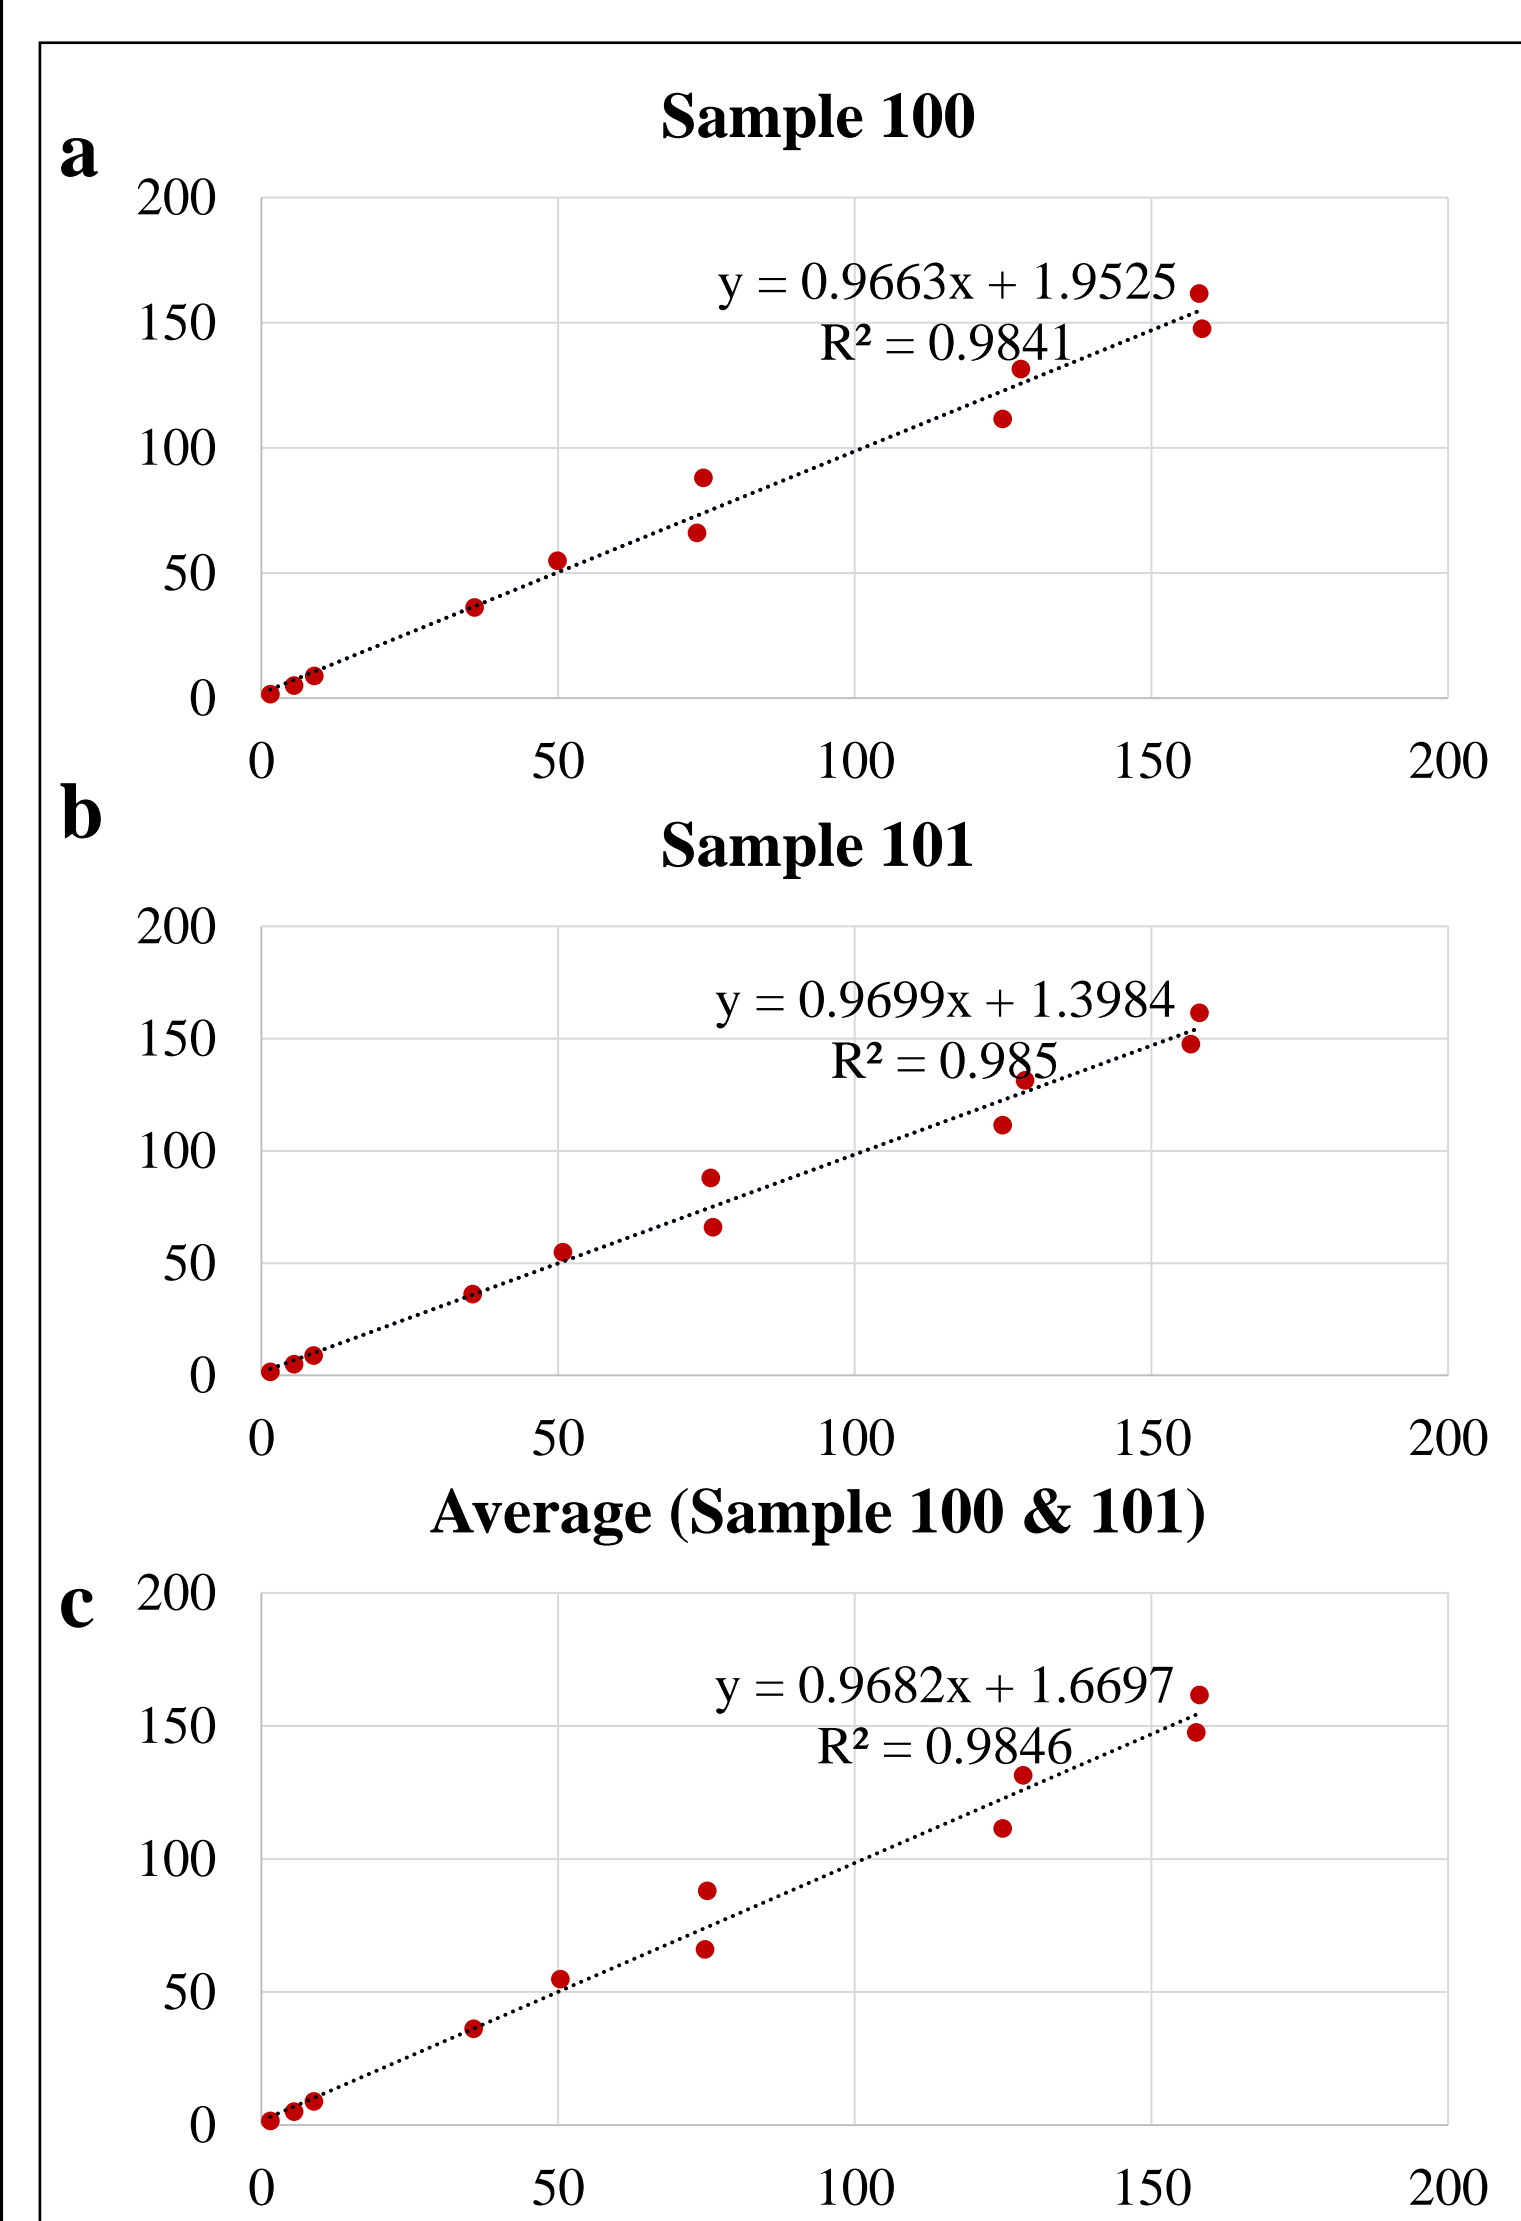 a
Sample 100
200
y = 0.9663x + 1.9525
150
R² = 0.9841
100
50
0
0 50 100 150 200
b
Sample 101
200
y = 0.9699x + 1.3984
150
R² = 0.985
100
50
0
0 50 100 150 200
Average (Sample 100 & 101)
c
200
y = 0.9682x + 1.6697
150
R² = 0.9846
100
50
0
0 50 100 150 200